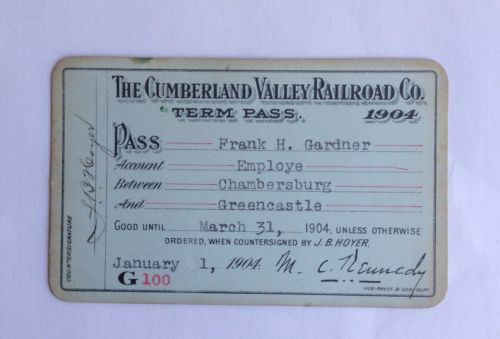 THE CUMBERLAND VALLEY RAILROAD CO.
TERM PASS. 1904
PASS Frank H. Gardner
Account Employe
Between Chambersburg
And Greencastle
GOOD UNTIL March 31, 1904, UNLESS OTHERWISE
ORDERED, WHEN COUNTERSIGNED BY J.B. HOYER.
January 1, 1904. M. C. Kennedy
G 100
VICE-PREST. & GEN. SUPT.
COUNTERSIGNATURE
J. B. Hoyer